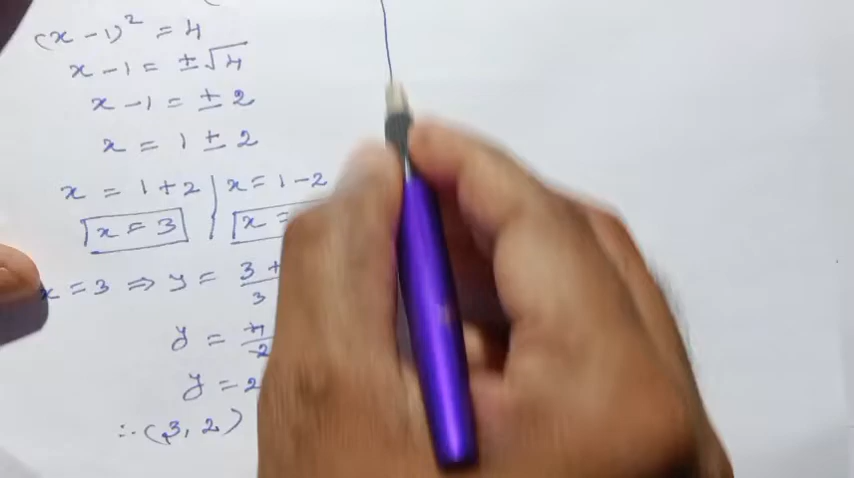 (x - 1)² = 4
x - 1 = ± √4
x - 1 = ± 2
x = 1 ± 2
x = 1 + 2 | x = 1 - 2
x = 3 | x =
x = 3 ⇒ y = 3 + / 3
y = 4/2
y = 2
∴ (3, 2)